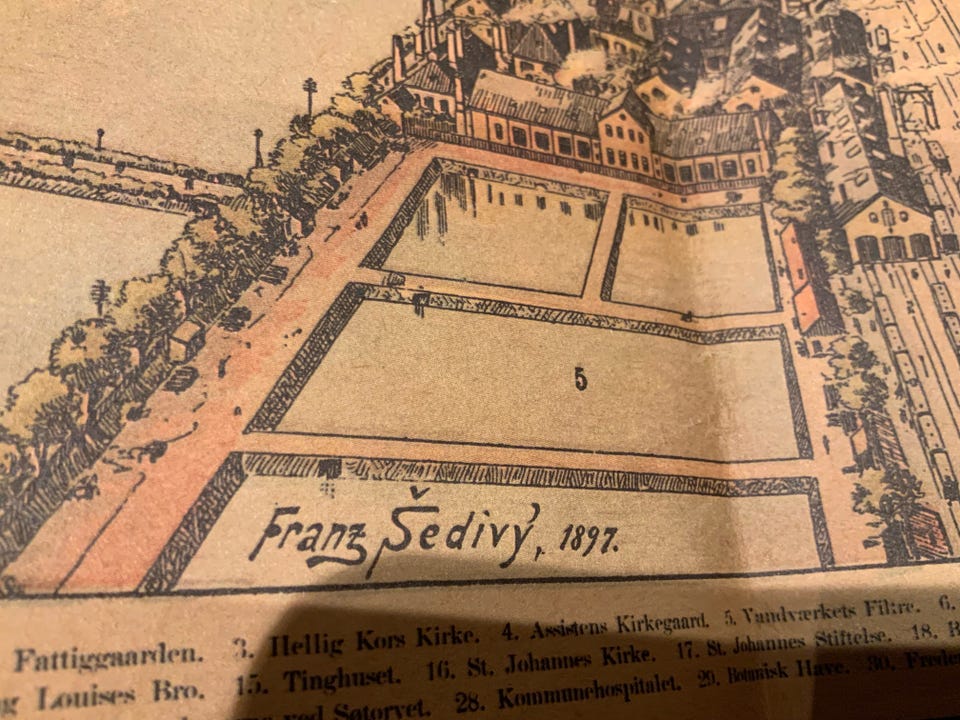 5
Franz Šedivý, 1897.
Fattiggaarden. 3. Hellig Kors Kirke. 4. Assistens Kirkegaard. 5. Vandværkets Filtre. 6.
Louises Bro. 15. Tinghuset. 16. St. Johannes Kirke. 17. St. Johannes Stiftelse. 18.
ved Søtorvet. 28. Kommunehospitalet. 29. Botanisk Have. 30.